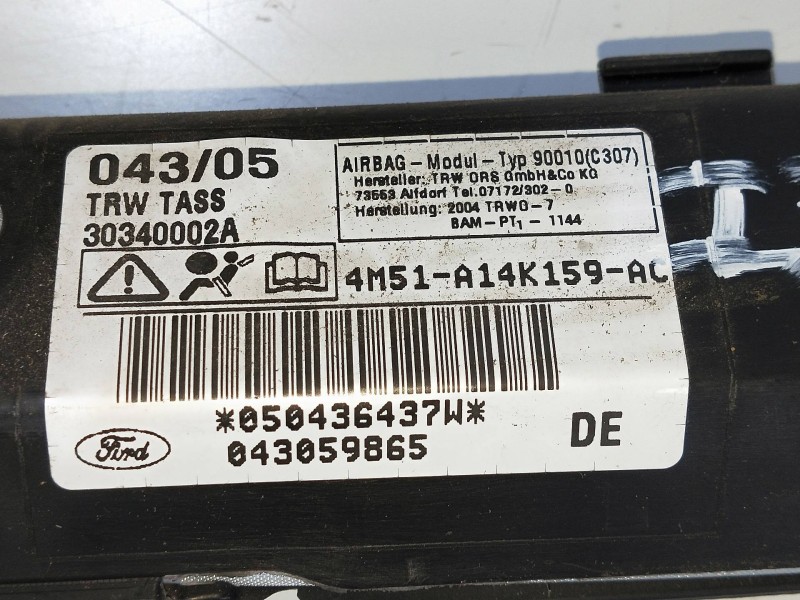 043/05
TRW TASS
30340002A
AIRBAG-Modul-Typ 90010(C307)
Hersteller: TRW ORS GmbH&Co KG
73553 Alfdorf Tel.07172/302-0
Herstellung: 2004 TRWO-7
BAM-PT1-1144
4M51-A14K159-AC
*050436437W*
043059865
DE
Ford